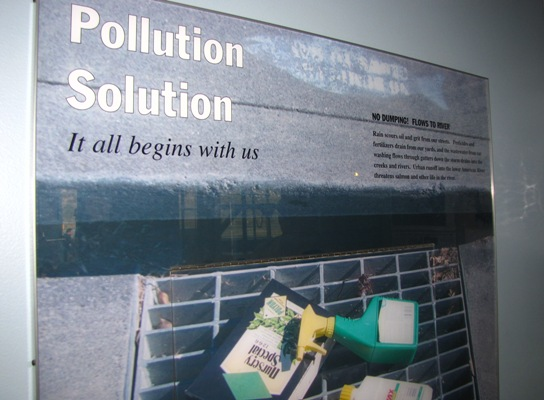 Pollution
Solution
It all begins with us
NO DUMPING! FLOWS TO RIVER
Rain scours oil and grit from our streets. Pesticides and
fertilizers drain from our yards, and the wastewater from car
washing flows through gutters down the storm drains into the
creeks and rivers. Urban runoff into the lower American River
threatens salmon and other life in the river.
Nursery
Special